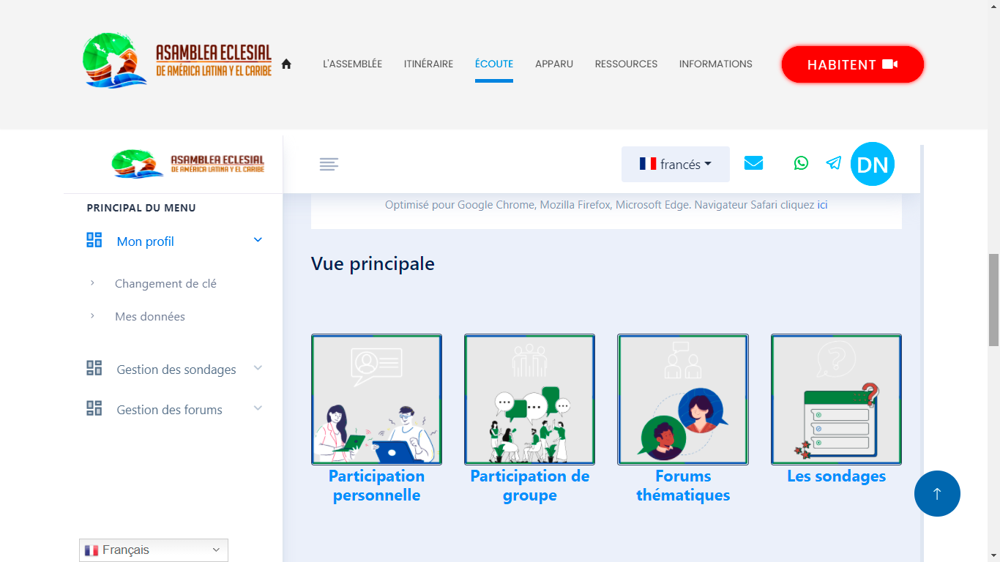 ASAMBLEA ECLESIAL
DE AMÉRICA LATINA Y EL CARIBE
L'ASSEMBLÉE ITINÉRAIRE ÉCOUTE APPARU RESSOURCES INFORMATIONS
HABITENT
ASAMBLEA ECLESIAL
DE AMÉRICA LATINA Y EL CARIBE
francés
DN
PRINCIPAL DU MENU
Mon profil
Changement de clé
Mes données
Gestion des sondages
Gestion des forums
Français
Optimisé pour Google Chrome, Mozilla Firefox, Microsoft Edge. Navigateur Safari cliquez ici
Vue principale
Participation
personnelle
Participation de
groupe
Forums
thématiques
Les sondages